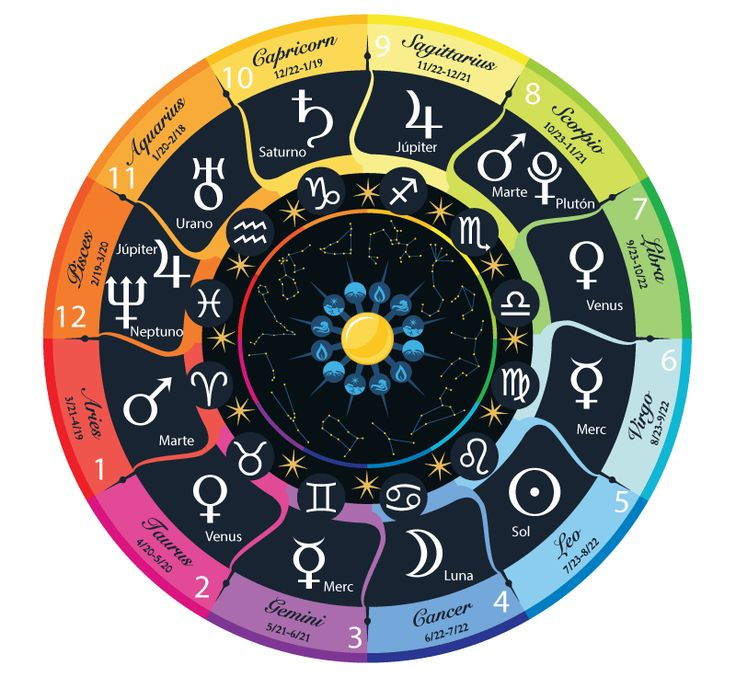 1
Aries
3/21-4/19
Marte
2
Taurus
4/20-5/20
Venus
3
Gemini
5/21-6/21
Merc
4
Cancer
6/22-7/22
Luna
5
Leo
7/23-8/22
Sol
6
Virgo
8/23-9/22
Merc
7
Libra
9/23-10/22
Venus
8
Scorpio
10/23-11/21
Marte
Plutón
9
Sagittarius
11/22-12/21
Júpiter
10
Capricorn
12/22-1/19
Saturno
11
Aquarius
1/20-2/18
Urano
12
Pisces
2/19-3/20
Júpiter
Neptuno